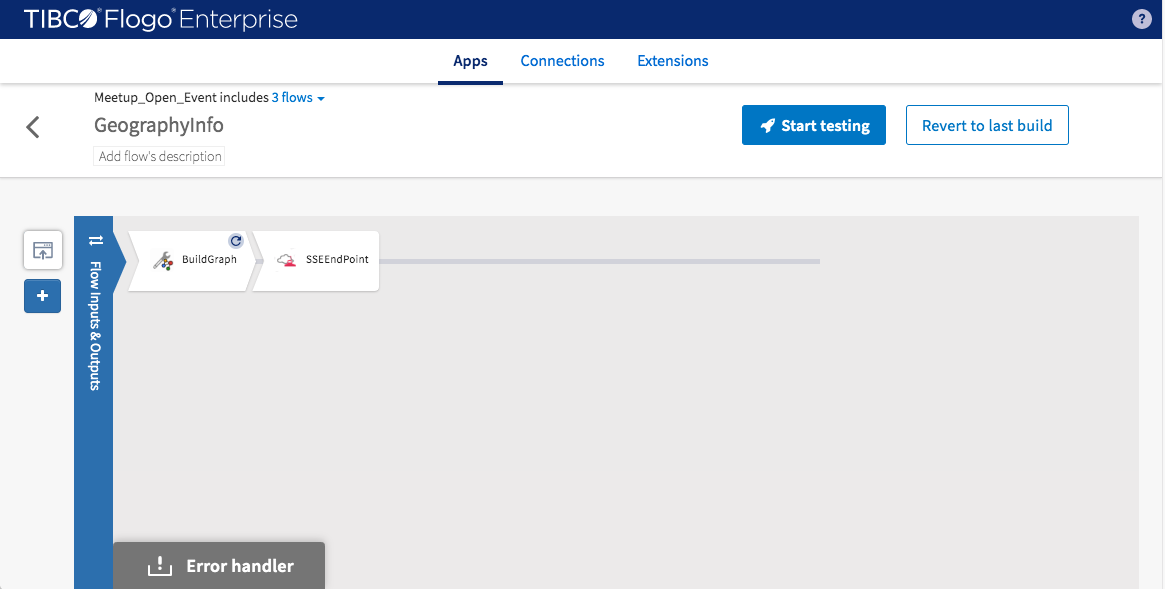 TIBCO® Flogo® Enterprise
?
Apps Connections Extensions
Meetup_Open_Event includes 3 flows
GeographyInfo
Add flow's description
Start testing
Revert to last build
Flow Inputs & Outputs
BuildGraph
SSEEndPoint
+
Error handler